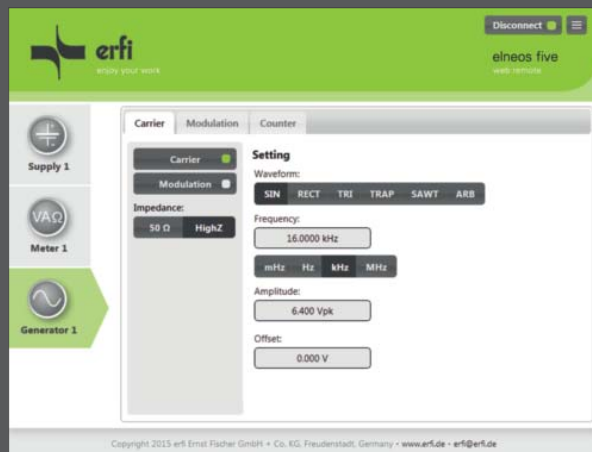 Disconnect
erfi
enjoy your work
elneos five
web remote
Supply 1
VAΩ
Meter 1
Generator 1
Carrier Modulation Counter
Carrier
Modulation
Impedance:
50 Ω HighZ
Setting
Waveform:
SIN RECT TRI TRAP SAWT ARB
Frequency:
16.0000 kHz
mHz Hz kHz MHz
Amplitude:
6.400 Vpk
Offset:
0.000 V
Copyright 2015 erfi Ernst Fischer GmbH + Co. KG, Freudenstadt, Germany • www.erfi.de • erfi@erfi.de